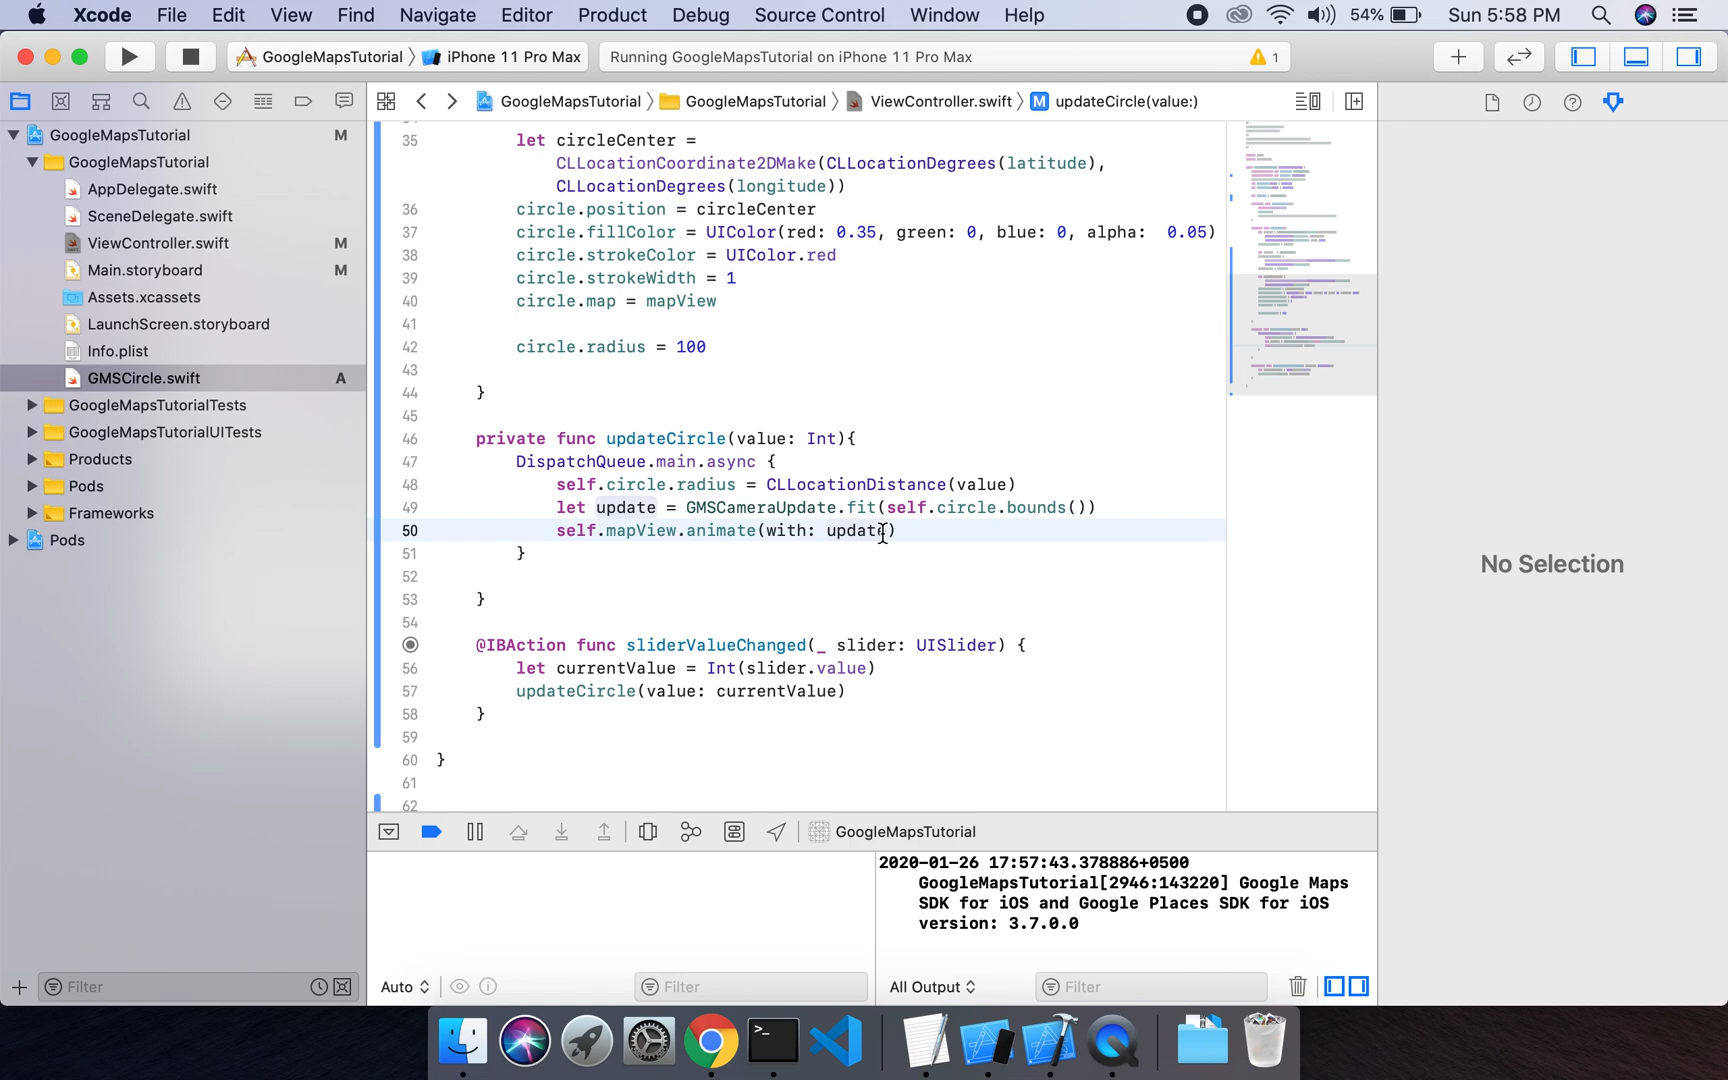 Xcode File Edit View Find Navigate Editor Product Debug Source Control Window Help 54% Sun 5:58 PM
GoogleMapsTutorial iPhone 11 Pro Max Running GoogleMapsTutorial on iPhone 11 Pro Max 1
GoogleMapsTutorial GoogleMapsTutorial ViewController.swift M updateCircle(value:)
GoogleMapsTutorial M
GoogleMapsTutorial
AppDelegate.swift
SceneDelegate.swift
ViewController.swift M
Main.storyboard M
Assets.xcassets
LaunchScreen.storyboard
Info.plist
GMSCircle.swift A
GoogleMapsTutorialTests
GoogleMapsTutorialUITests
Products
Pods
Frameworks
Pods
Filter
35 let circleCenter =
CLLocationCoordinate2DMake(CLLocationDegrees(latitude),
CLLocationDegrees(longitude))
36 circle.position = circleCenter
37 circle.fillColor = UIColor(red: 0.35, green: 0, blue: 0, alpha: 0.05)
38 circle.strokeColor = UIColor.red
39 circle.strokeWidth = 1
40 circle.map = mapView
41
42 circle.radius = 100
43
44 }
45
46 private func updateCircle(value: Int){
47 DispatchQueue.main.async {
48 self.circle.radius = CLLocationDistance(value)
49 let update = GMSCameraUpdate.fit(self.circle.bounds())
50 self.mapView.animate(with: update)
51 }
52
53 }
54
@IBAction func sliderValueChanged(_ slider: UISlider) {
56 let currentValue = Int(slider.value)
57 updateCircle(value: currentValue)
58 }
59
60 }
61
62
GoogleMapsTutorial
2020-01-26 17:57:43.378886+0500
GoogleMapsTutorial[2946:143220] Google Maps
SDK for iOS and Google Places SDK for iOS
version: 3.7.0.0
Auto Filter All Output Filter
No Selection